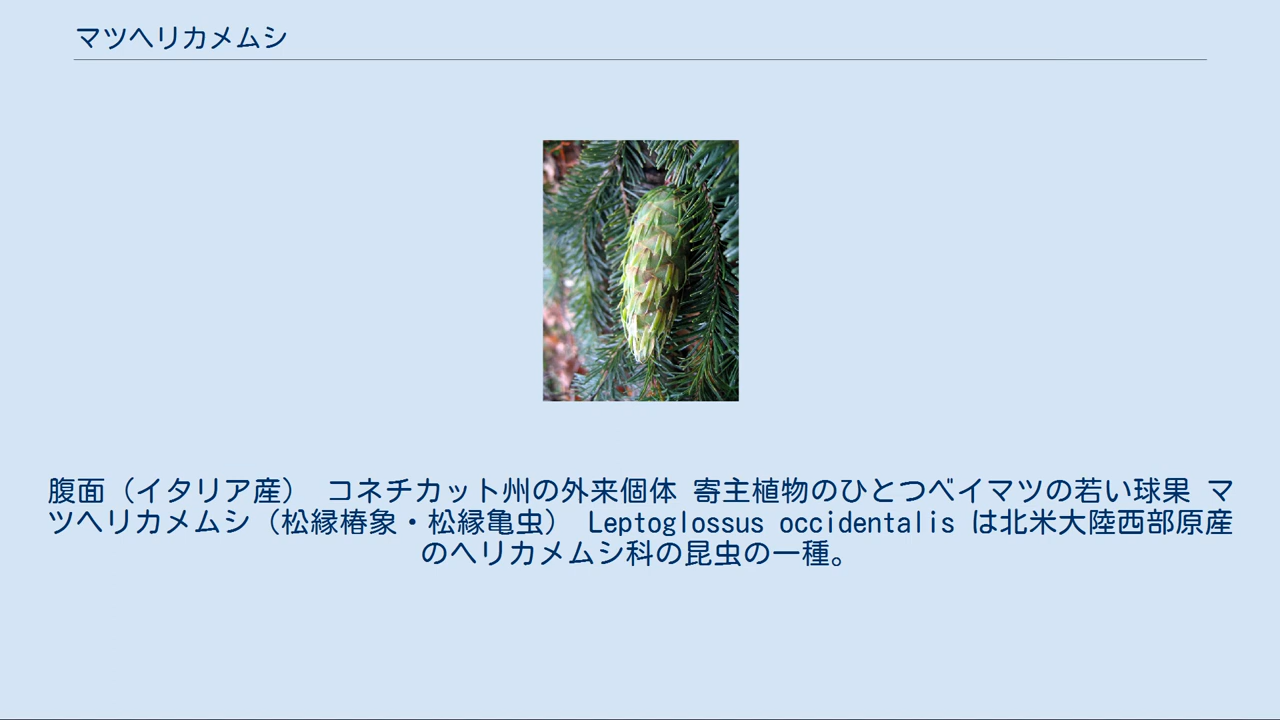 マツヘリカメムシ
腹面（イタリア産） コネチカット州の外来個体 寄主植物のひとつベイマツの若い球果 マ
ツヘリカメムシ（松縁椿象・松縁亀虫） Leptoglossus occidentalis は北米大陸西部原産
のヘリカメムシ科の昆虫の一種。